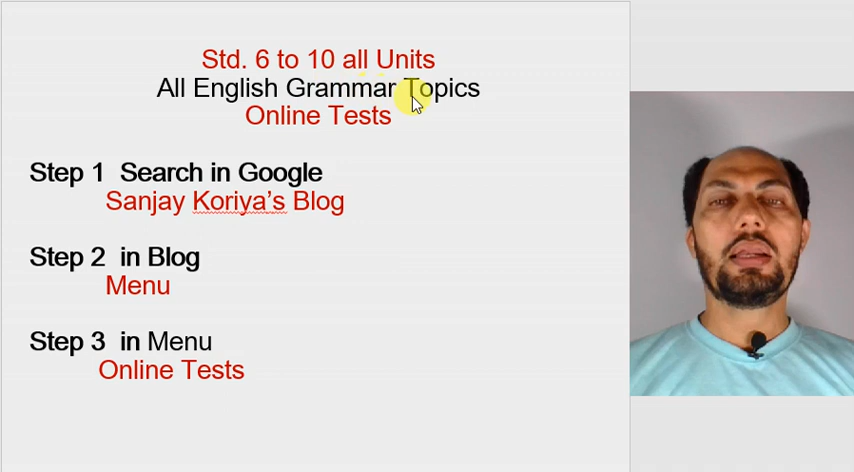 Std. 6 to 10 all Units
All English Grammar Topics
Online Tests
Step 1 Search in Google
Sanjay Koriya’s Blog
Step 2 in Blog
Menu
Step 3 in Menu
Online Tests